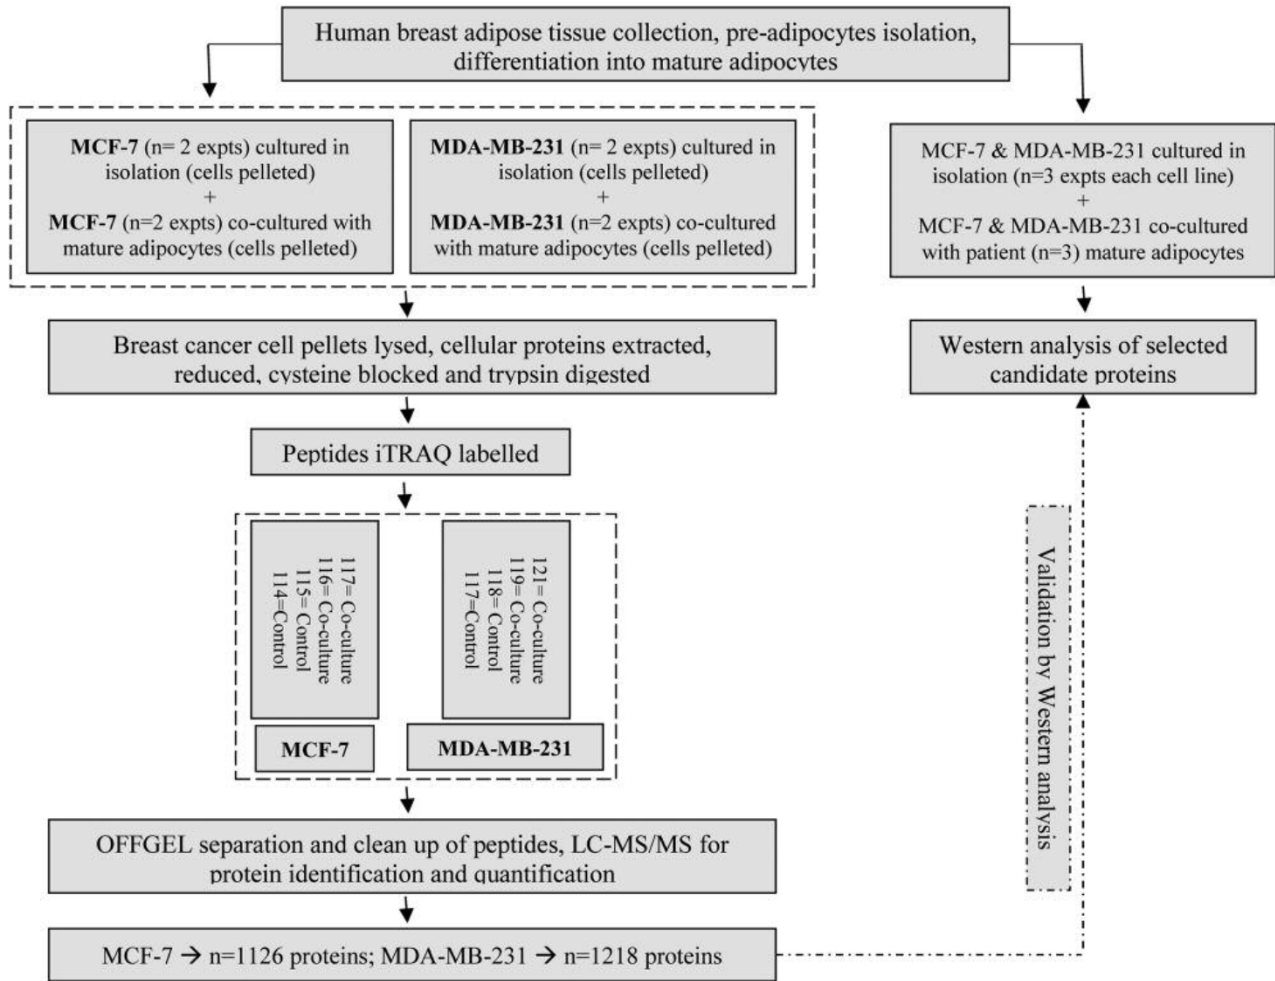 Human breast adipose tissue collection, pre-adipocytes isolation,
differentiation into mature adipocytes
MCF-7 (n= 2 expts) cultured in
isolation (cells pelleted)
+
MCF-7 (n=2 expts) co-cultured with
mature adipocytes (cells pelleted)
MDA-MB-231 (n= 2 expts) cultured in
isolation (cells pelleted)
+
MDA-MB-231 (n=2 expts) co-cultured
with mature adipocytes (cells pelleted)
MCF-7 & MDA-MB-231 cultured in
isolation (n=3 expts each cell line)
+
MCF-7 & MDA-MB-231 co-cultured
with patient (n=3) mature adipocytes
Breast cancer cell pellets lysed, cellular proteins extracted,
reduced, cysteine blocked and trypsin digested
Western analysis of selected
candidate proteins
Peptides iTRAQ labelled
117= Co-culture
116= Co-culture
115= Control
114=Control
121= Co-culture
119= Co-culture
118= Control
117=Control
MCF-7
MDA-MB-231
Validation by Western analysis
OFFGEL separation and clean up of peptides, LC-MS/MS for
protein identification and quantification
MCF-7 → n=1126 proteins; MDA-MB-231 → n=1218 proteins